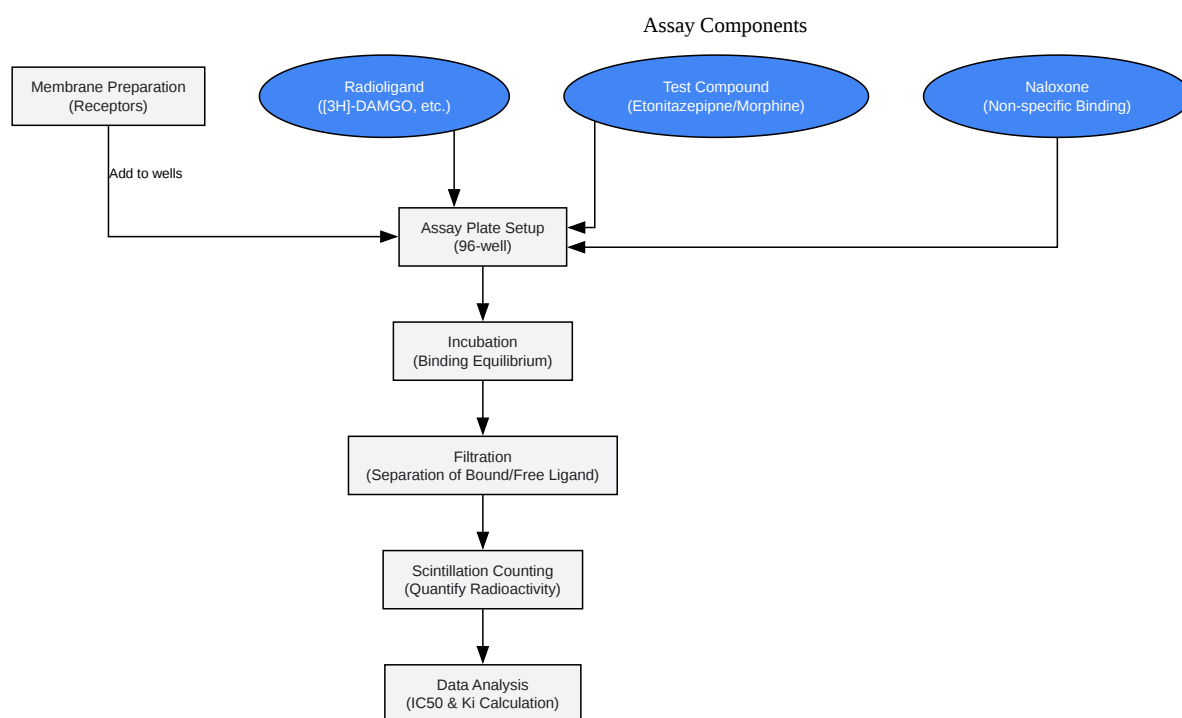 Assay Components
Membrane Preparation
(Receptors)
Radioligand
([3H]-DAMGO, etc.)
Test Compound
(Etonitazepipne/Morphine)
Naloxone
(Non-specific Binding)
Add to wells
Assay Plate Setup
(96-well)
Incubation
(Binding Equilibrium)
Filtration
(Separation of Bound/Free Ligand)
Scintillation Counting
(Quantify Radioactivity)
Data Analysis
(IC50 & Ki Calculation)